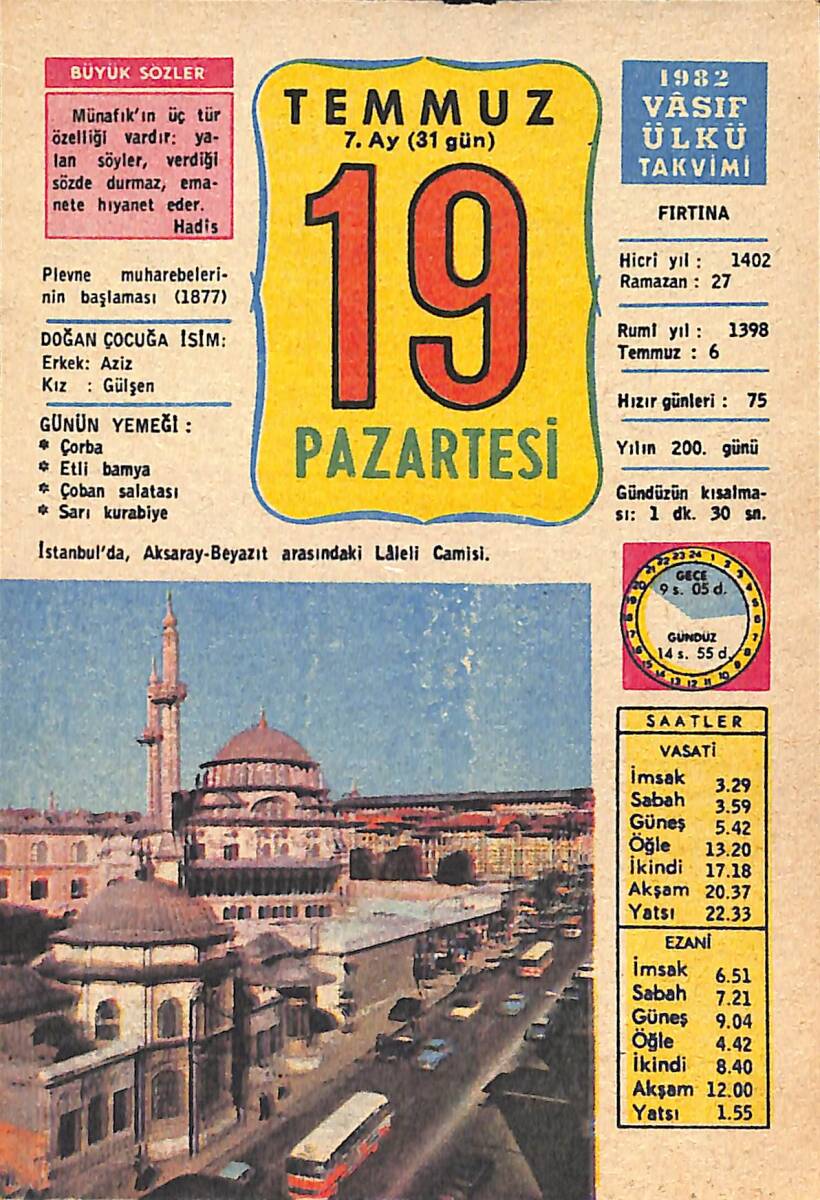 BÜYÜK SÖZLER
Münafık'ın üç tür
özelliği vardır: ya-
lan söyler, verdiği
sözde durmaz, ema-
nete hıyanet eder.
Hadis
Plevne muharebeleri-
nin başlaması (1877)
DOĞAN ÇOCUĞA İSİM:
Erkek: Aziz
Kız : Gülşen
GÜNÜN YEMEĞİ :
* Çorba
* Etli bamya
* Çoban salatası
* Sarı kurabiye
TEMMUZ
7. Ay (31 gün)
19
PAZARTESİ
1982
VÂSIF
ÜLKÜ
TAKVİMİ
FIRTINA
Hicrî yıl : 1402
Ramazan : 27
Rumî yıl : 1398
Temmuz : 6
Hızır günleri : 75
Yılın 200. günü
Gündüzün kısalma-
sı: 1 dk. 30 sn.
İstanbul'da, Aksaray-Beyazıt arasındaki Lâleli Camisi.
GECE
9 s. 05 d.
GÜNDÜZ
14 s. 55 d.
SAATLER
VASATİ
İmsak 3.29
Sabah 3.59
Güneş 5.42
Öğle 13.20
İkindi 17.18
Akşam 20.37
Yatsı 22.33
EZANİ
İmsak 6.51
Sabah 7.21
Güneş 9.04
Öğle 4.42
İkindi 8.40
Akşam 12.00
Yatsı 1.55